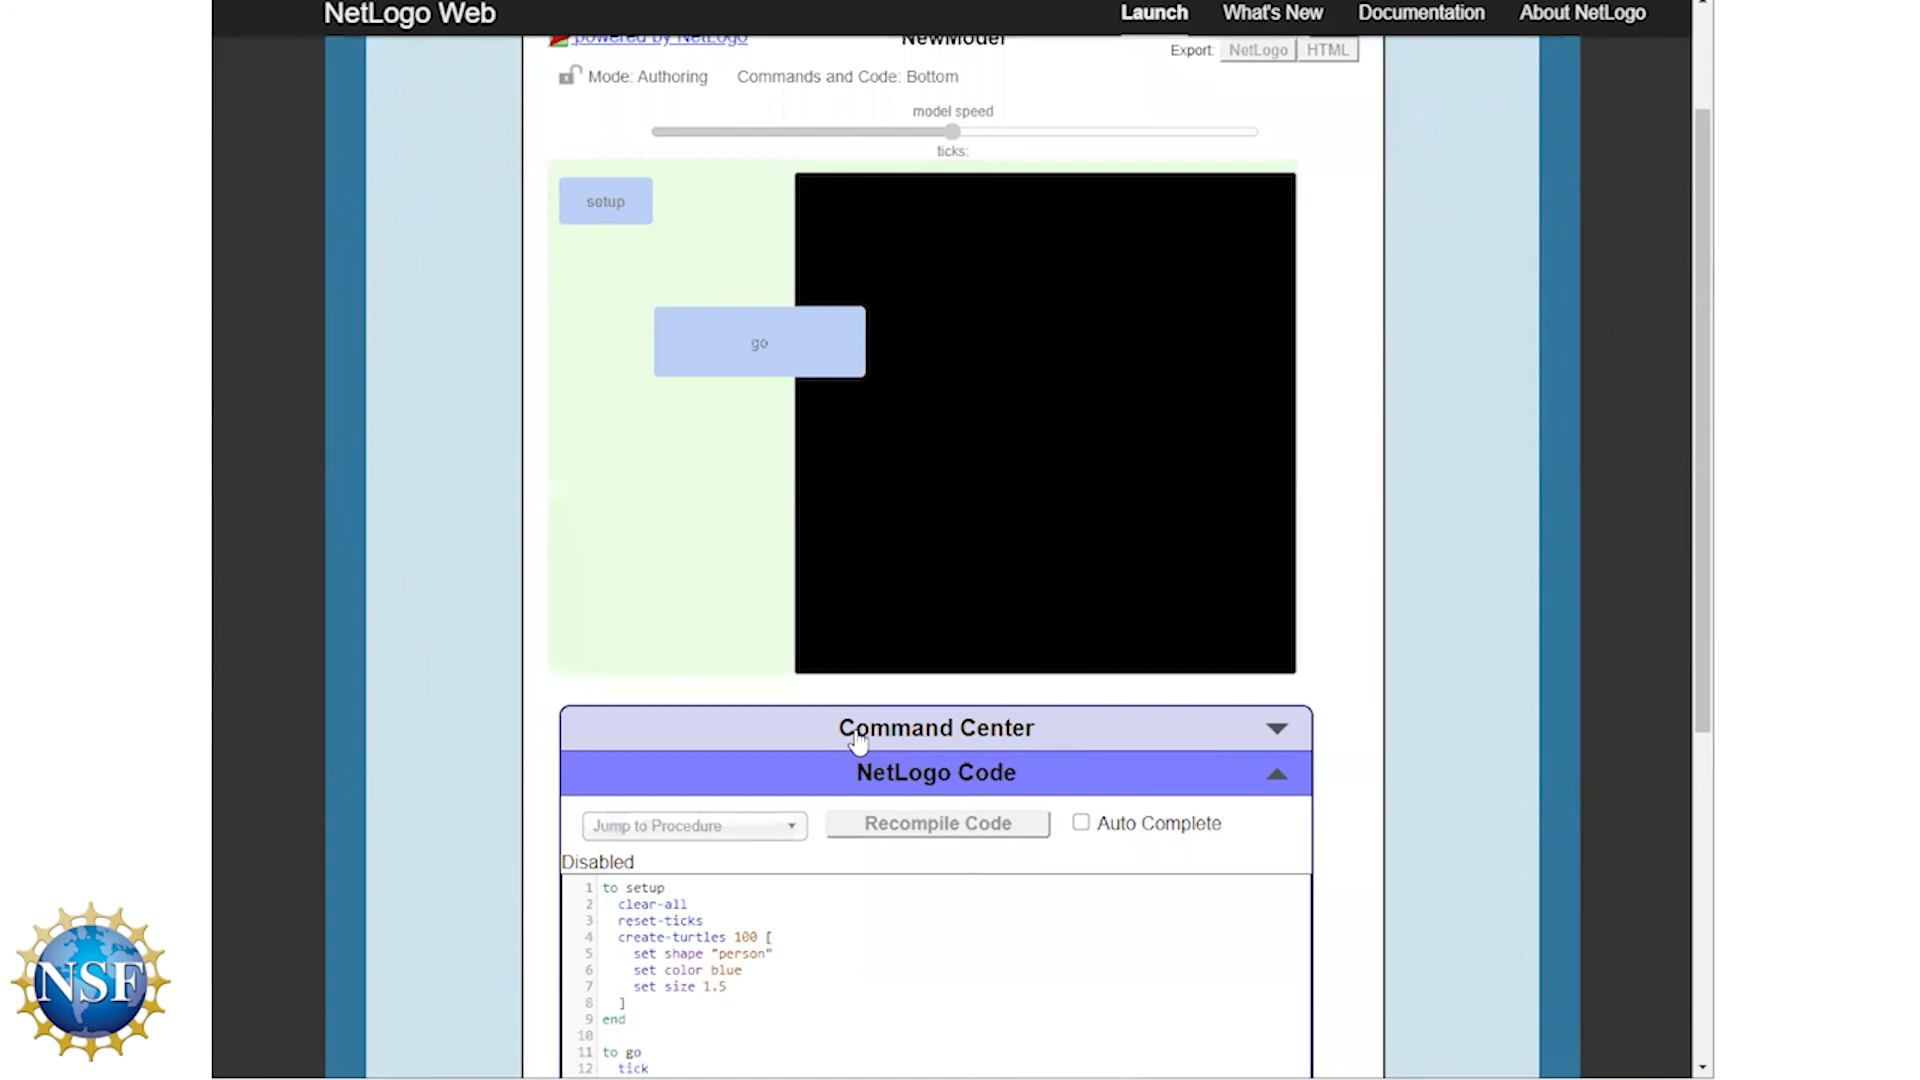 NetLogo Web
Launch
What's New
Documentation
About NetLogo
powered by NetLogo
NewModel
Export: NetLogo HTML
Mode: Authoring
Commands and Code: Bottom
model speed
ticks:
setup
go
Command Center
NetLogo Code
Jump to Procedure
Recompile Code
Auto Complete
Disabled
1 to setup
2 clear-all
3 reset-ticks
4 create-turtles 100 [
5 set shape "person"
6 set color blue
7 set size 1.5
8 ]
9 end
10
11 to go
12 tick
NSF